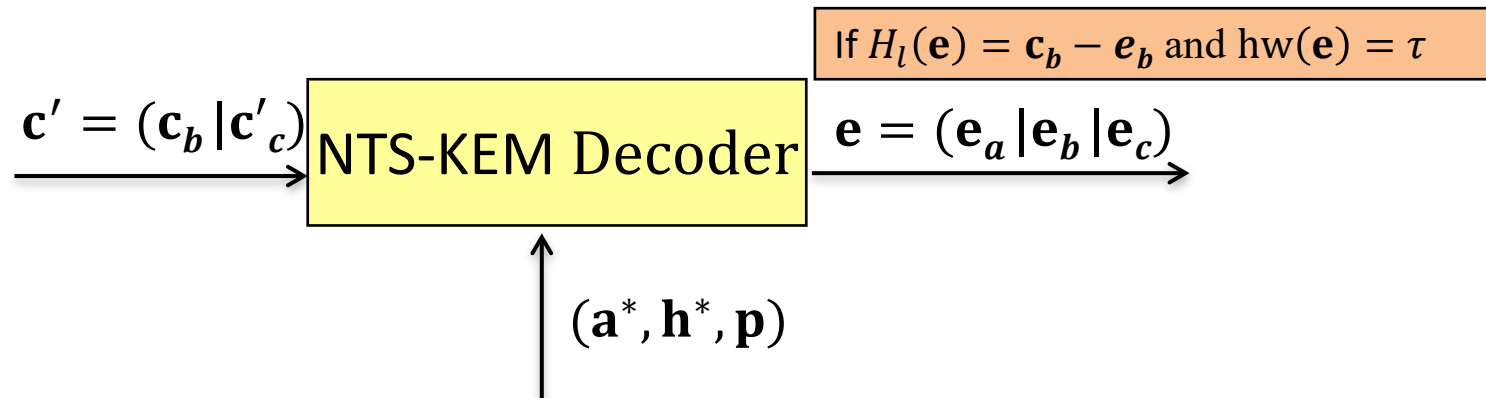 If H_l(𝐞) = 𝐜_𝒃 − 𝒆_𝒃 and hw(𝐞) = τ
𝐜′ = (𝐜_𝒃|𝐜′_𝒄)
NTS-KEM Decoder
𝐞 = (𝐞_𝒂|𝐞_𝒃|𝐞_𝒄)
(𝐚*, 𝐡*, 𝐩)